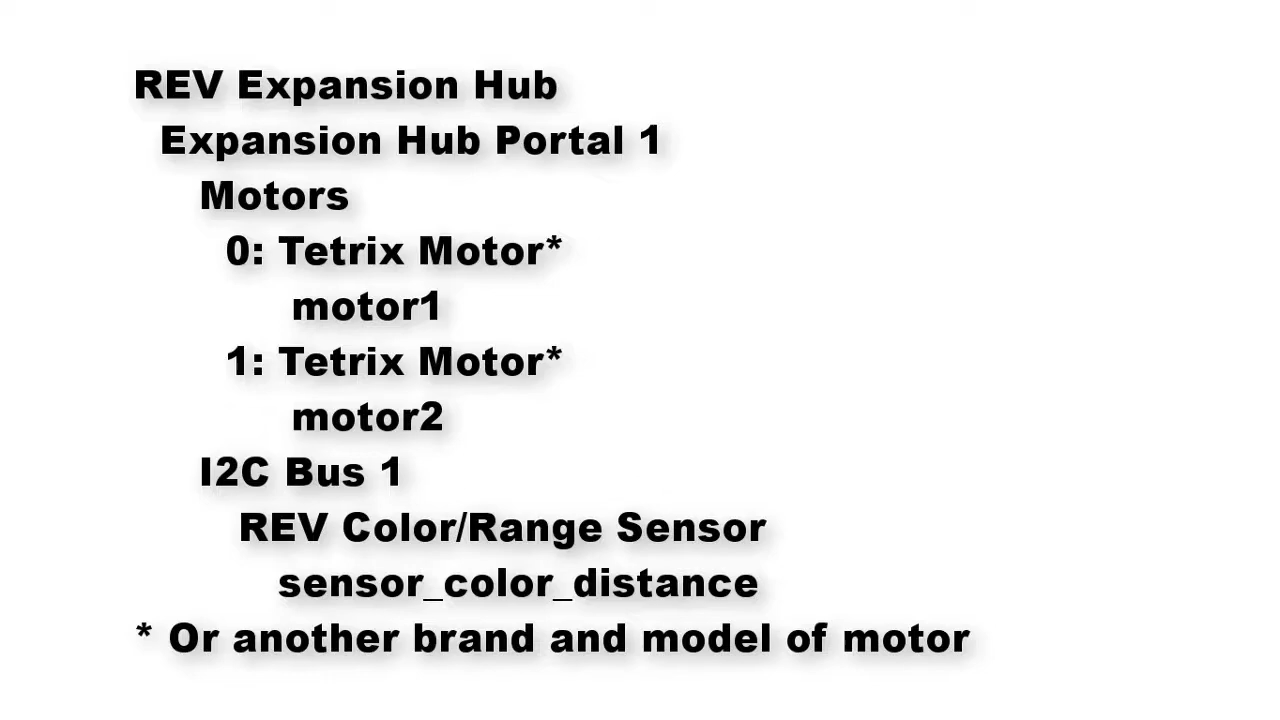 REV Expansion Hub
Expansion Hub Portal 1
Motors
0: Tetrix Motor*
motor1
1: Tetrix Motor*
motor2
I2C Bus 1
REV Color/Range Sensor
sensor_color_distance
* Or another brand and model of motor